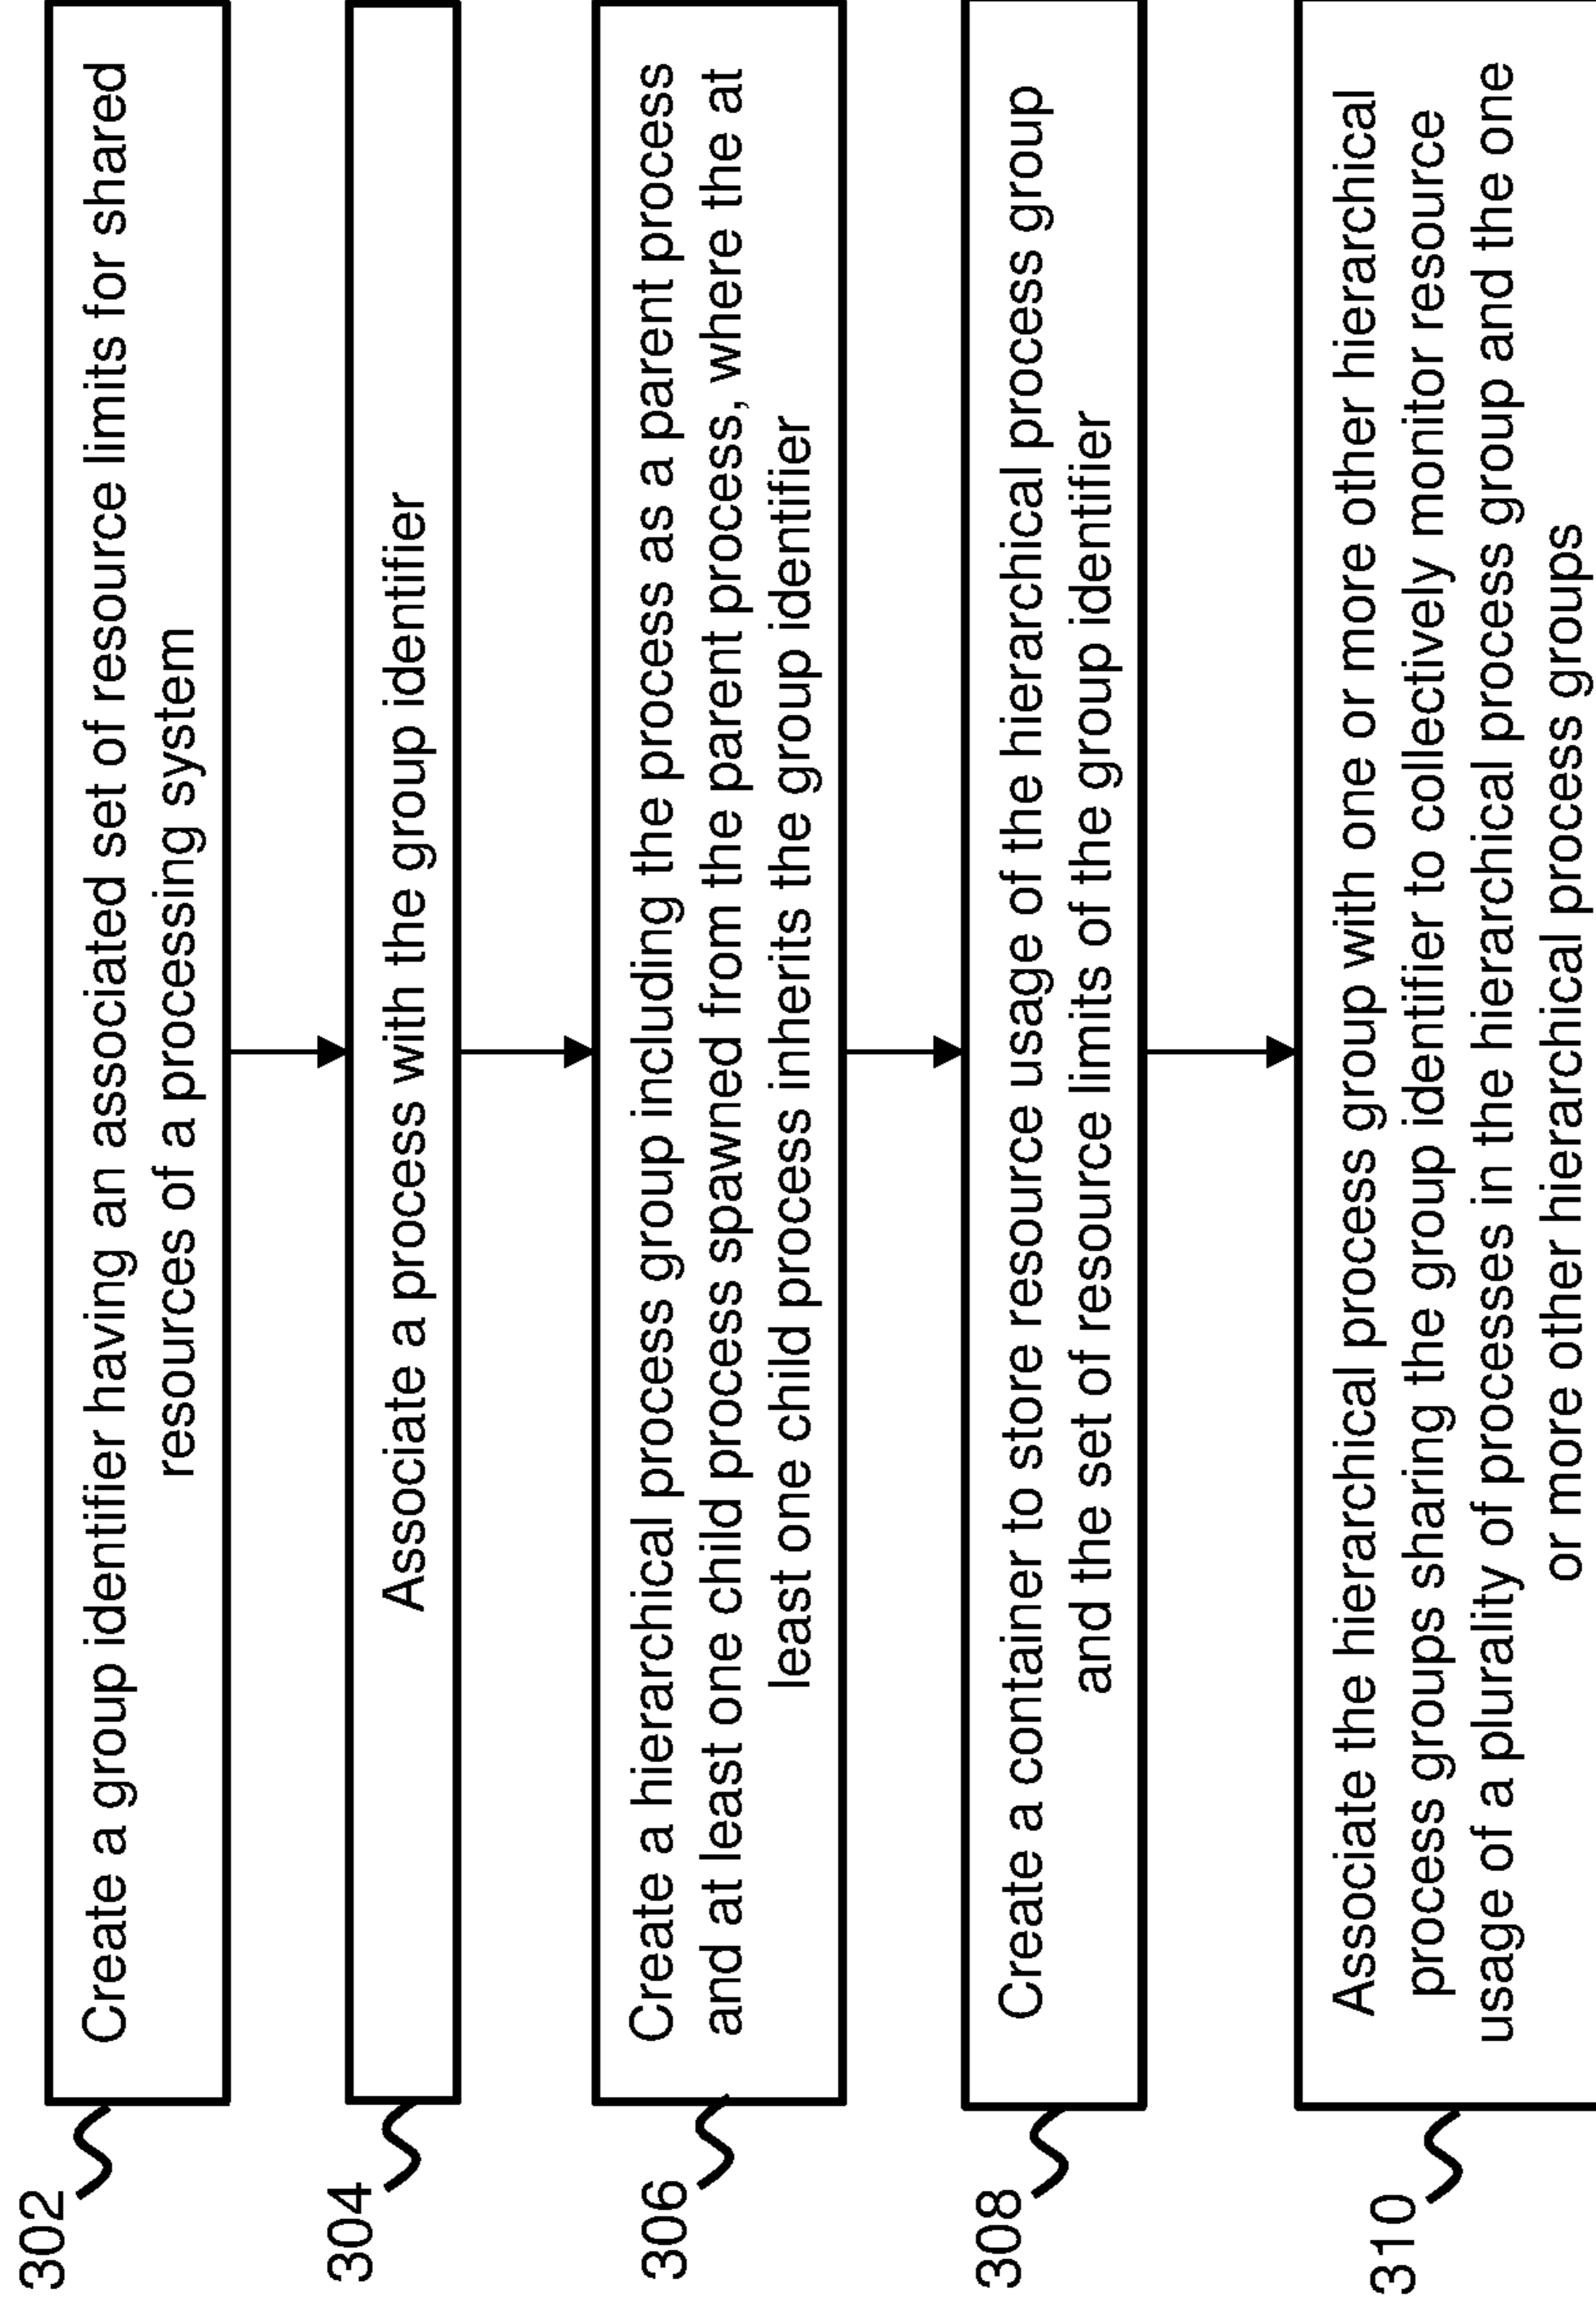 302
Create a group identifier having an associated set of resource limits for shared
resources of a processing system
304
Associate a process with the group identifier
306
Create a hierarchical process group including the process as a parent process
and at least one child process spawned from the parent process, where the at
least one child process inherits the group identifier
308
Create a container to store resource usage of the hierarchical process group
and the set of resource limits of the group identifier
310
Associate the hierarchical process group with one or more other hierarchical
process groups sharing the group identifier to collectively monitor resource
usage of a plurality of processes in the hierarchical process group and the one
or more other hierarchical process groups